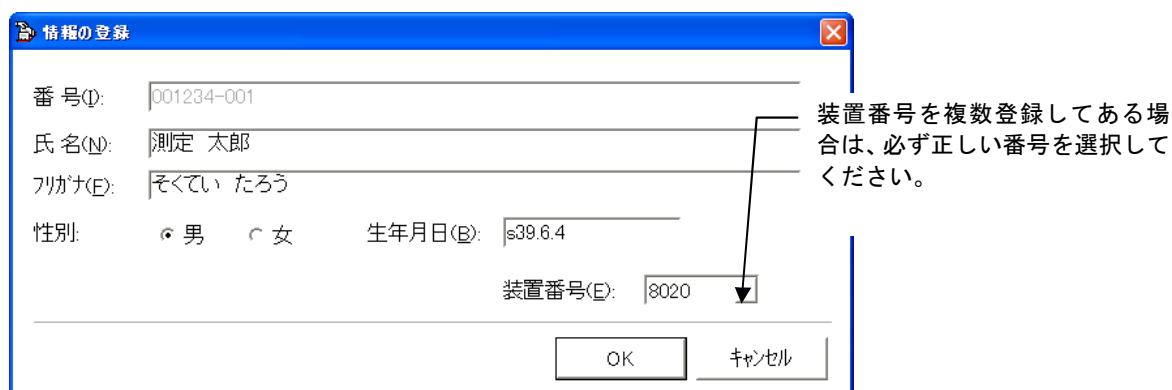 情報の登録
番 号(I): 001234-001
氏 名(N): 測定 太郎
フリガナ(F): そくてい たろう
性別: 男 女 生年月日(B): s39.6.4
装置番号(E): 8020
OK キャンセル
装置番号を複数登録してある場
合は、必ず正しい番号を選択して
ください。